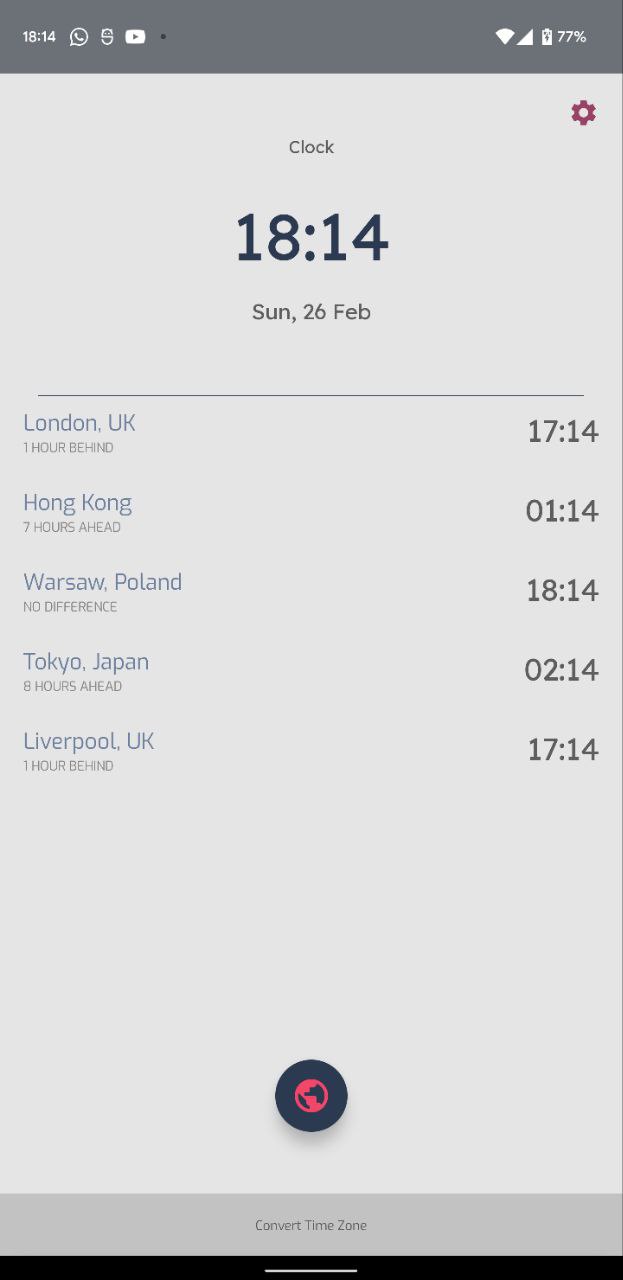 18:14 77%
Clock
18:14
Sun, 26 Feb
London, UK 17:14
1 HOUR BEHIND
Hong Kong 01:14
7 HOURS AHEAD
Warsaw, Poland 18:14
NO DIFFERENCE
Tokyo, Japan 02:14
8 HOURS AHEAD
Liverpool, UK 17:14
1 HOUR BEHIND
Convert Time Zone